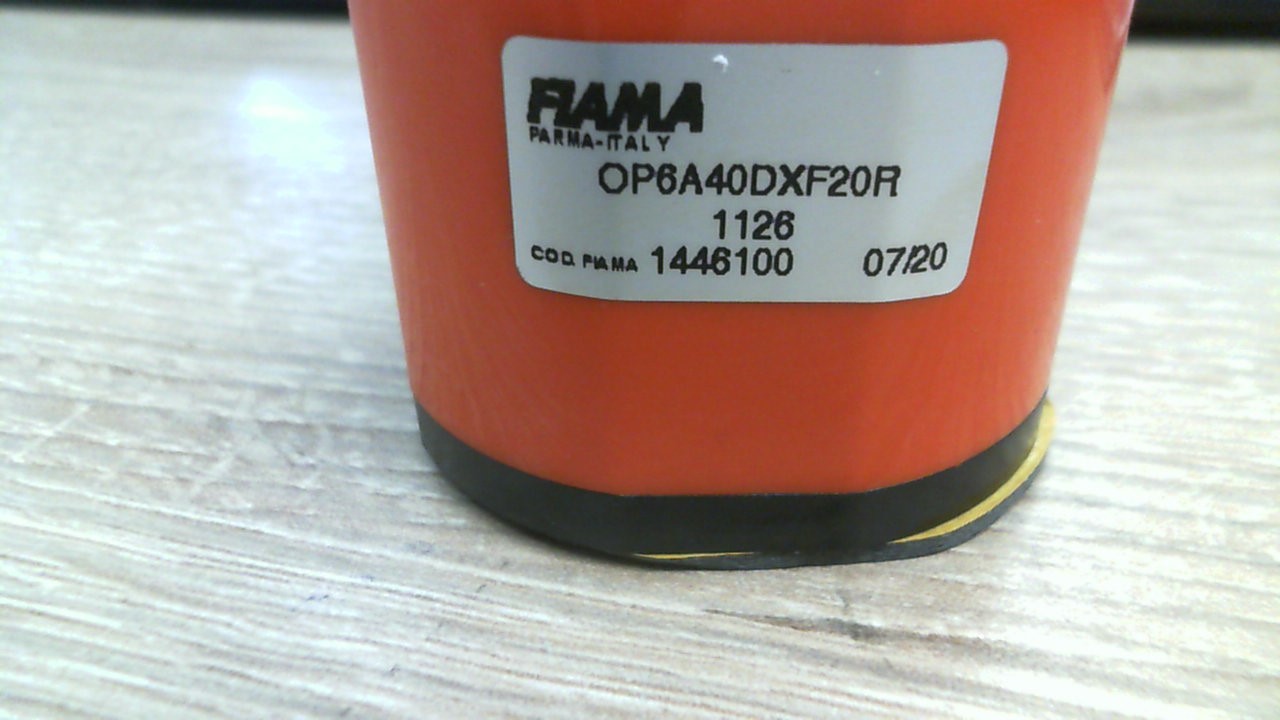 FIAMA
PARMA-ITALY
OP6A40DXF20R
1126
COD. FIAMA 1446100 07/20